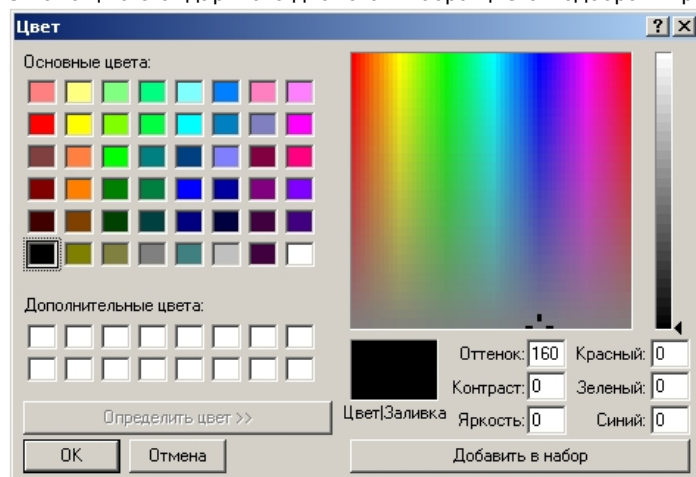 Цвет
Основные цвета:
Дополнительные цвета:
Определить цвет >>
ОК
Отмена
Цвет|Заливка
Оттенок: 160
Контраст: 0
Яркость: 0
Красный: 0
Зеленый: 0
Синий: 0
Добавить в набор